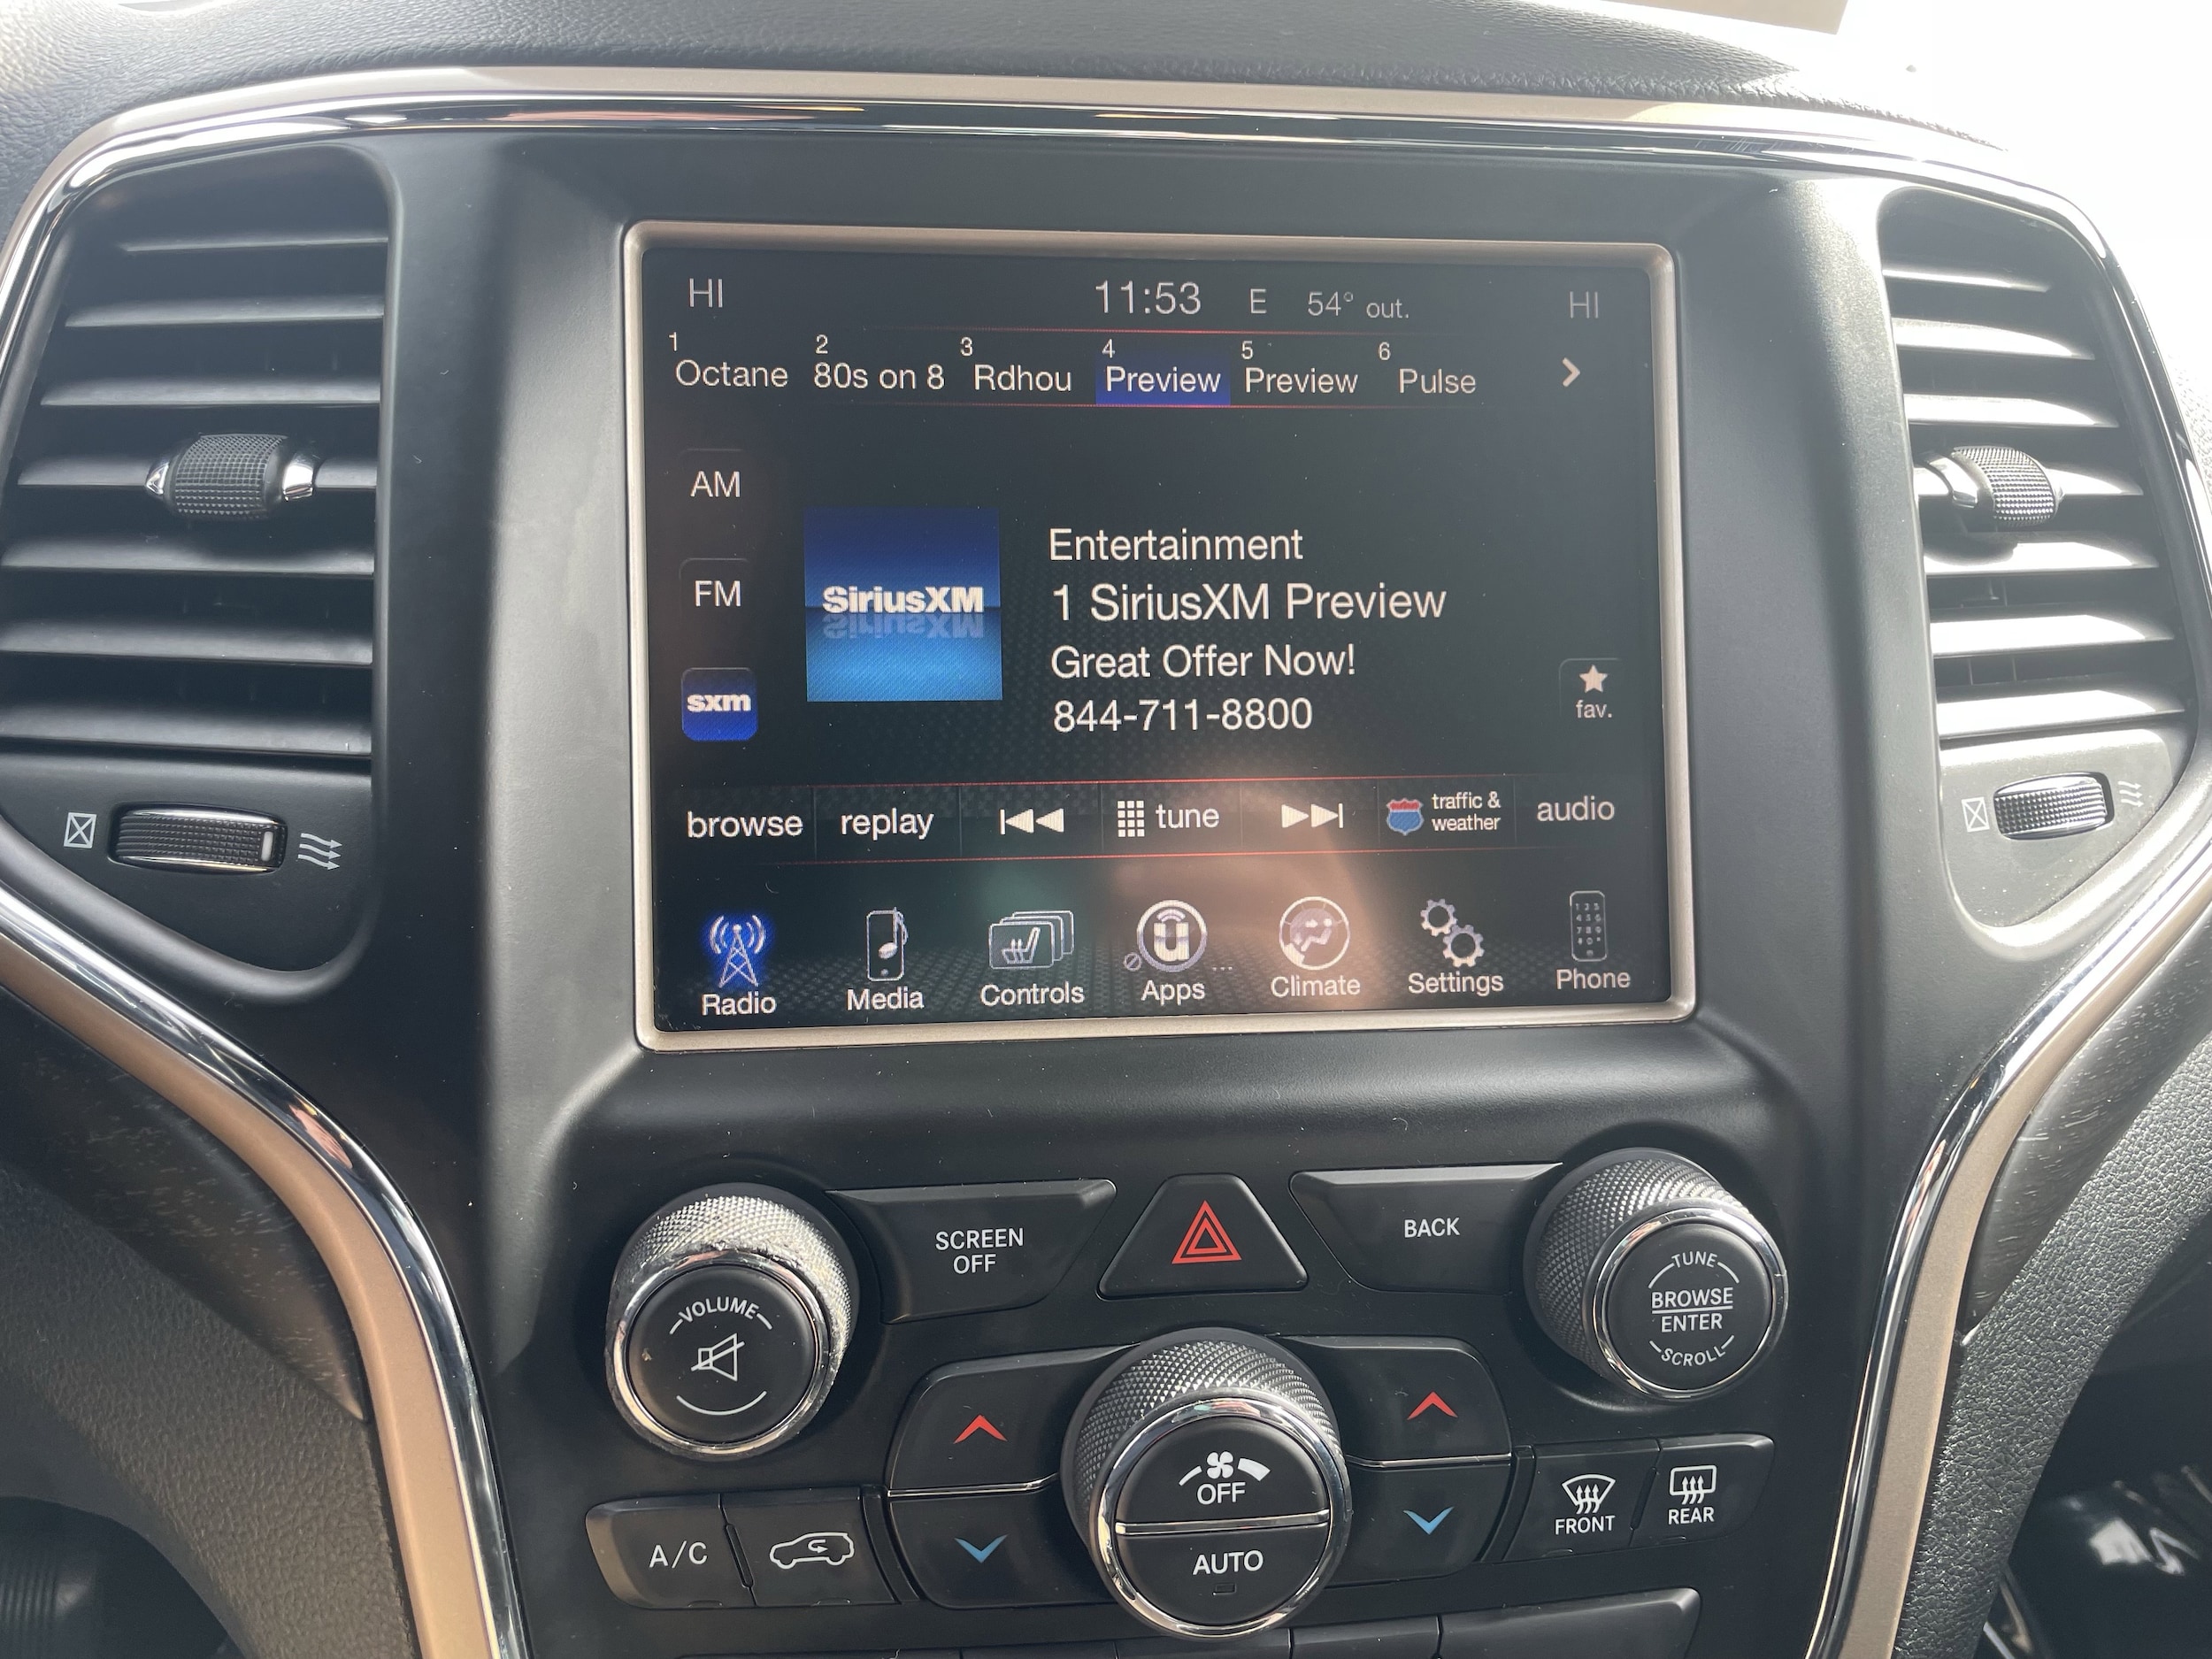 HI 11:53 E 54° out. HI
1 2 3 4 5 6
Octane 80s on 8 Rdhou Preview Preview Pulse
AM
FM
sxm
SiriusXM
Entertainment
1 SiriusXM Preview
Great Offer Now!
844-711-8800
fav.
browse replay tune traffic & weather audio
Radio Media Controls Apps ... Climate Settings Phone
SCREEN
OFF
BACK
VOLUME
TUNE
BROWSE
ENTER
SCROLL
OFF
AUTO
A/C
FRONT
REAR